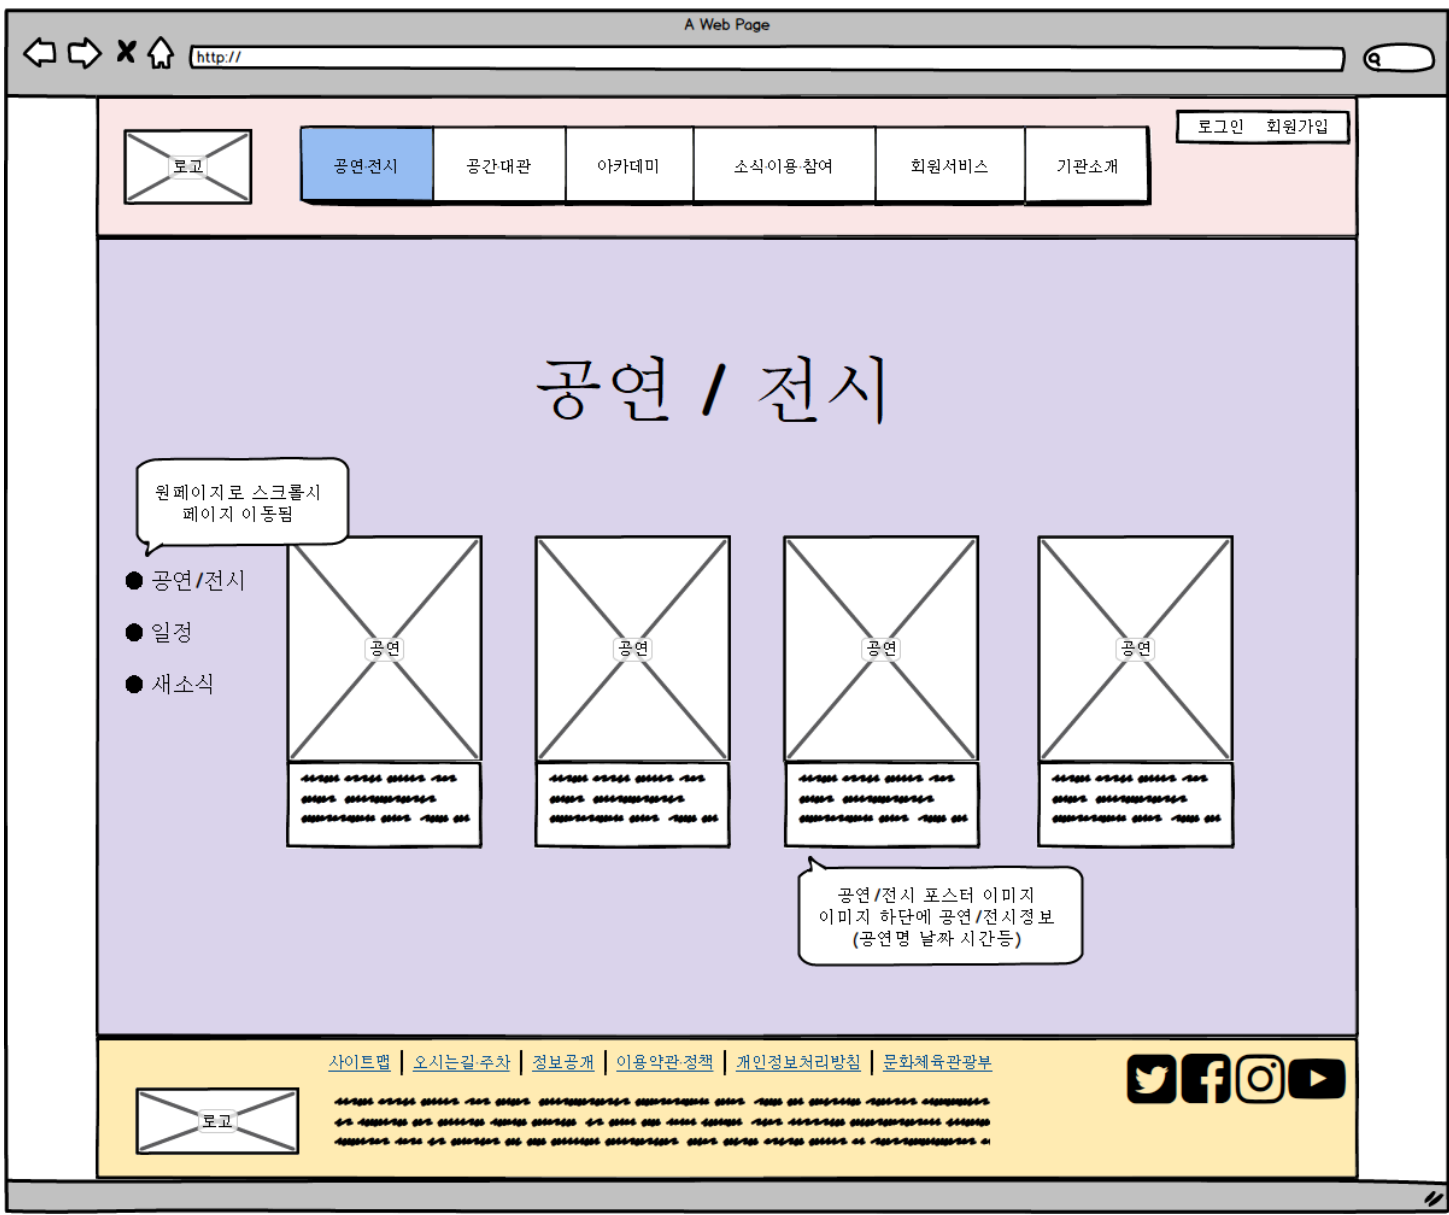 A Web Page
http://
로그인 회원가입
로고
공연·전시
공간대관
아카데미
소식·이용·참여
회원서비스
기관소개
공연 / 전시
원페이지로 스크롤시
페이지 이동됨
공연/전시
일정
새소식
공연
공연
공연
공연
공연/전시 포스터 이미지
이미지 하단에 공연/전시정보
(공연명 날짜 시간등)
사이트맵 | 오시는길·주차 | 정보공개 | 이용약관·정책 | 개인정보처리방침 | 문화체육관광부
로고